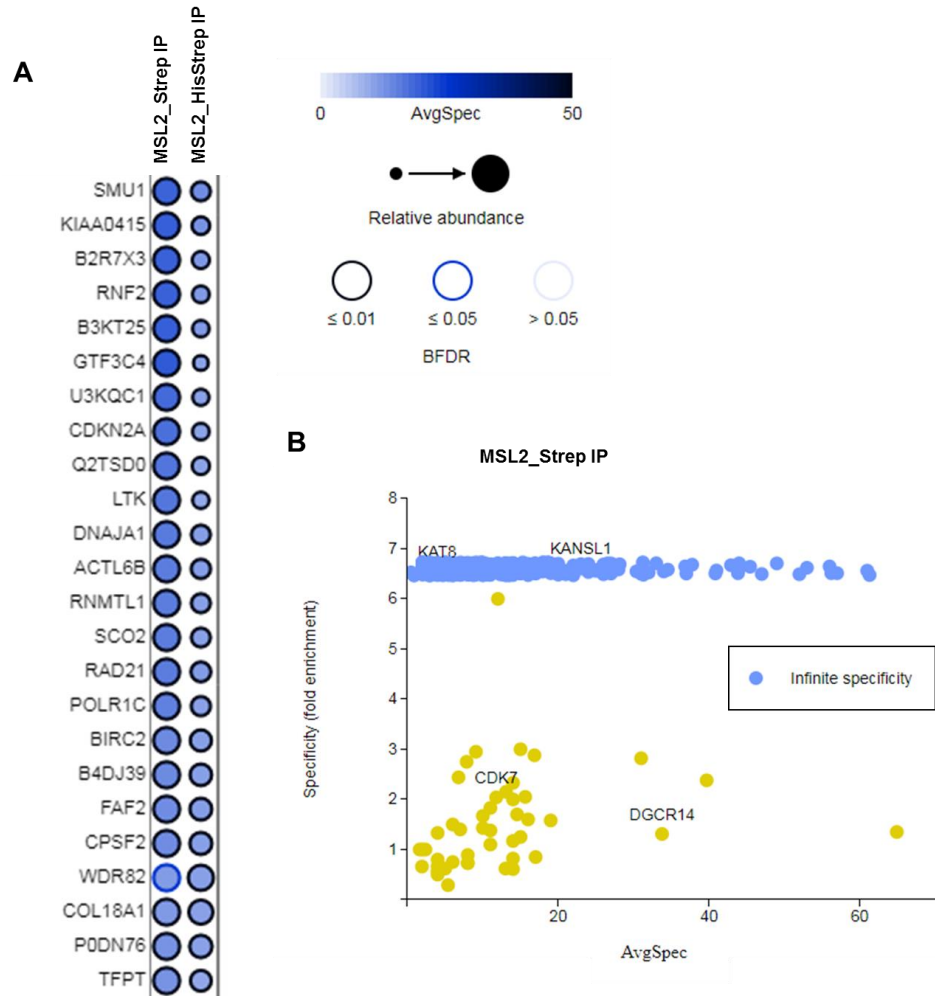 A
MSL2_Strep IP
MSL2_HisStrep IP
0
AvgSpec
50
Relative abundance
≤ 0.01
≤ 0.05
> 0.05
BFDR
SMU1
KIAA0415
B2R7X3
RNF2
B3KT25
GTF3C4
U3KQC1
CDKN2A
Q2TSD0
LTK
DNAJA1
ACTL6B
RNMTL1
SCO2
RAD21
POLR1C
BIRC2
B4DJ39
FAF2
CPSF2
WDR82
COL18A1
P0DN76
TFPT
B
MSL2_Strep IP
Specificity (fold enrichment)
8
7
6
5
4
3
2
1
KAT8
KANSL1
Infinite specificity
CDK7
DGCR14
20
40
60
AvgSpec